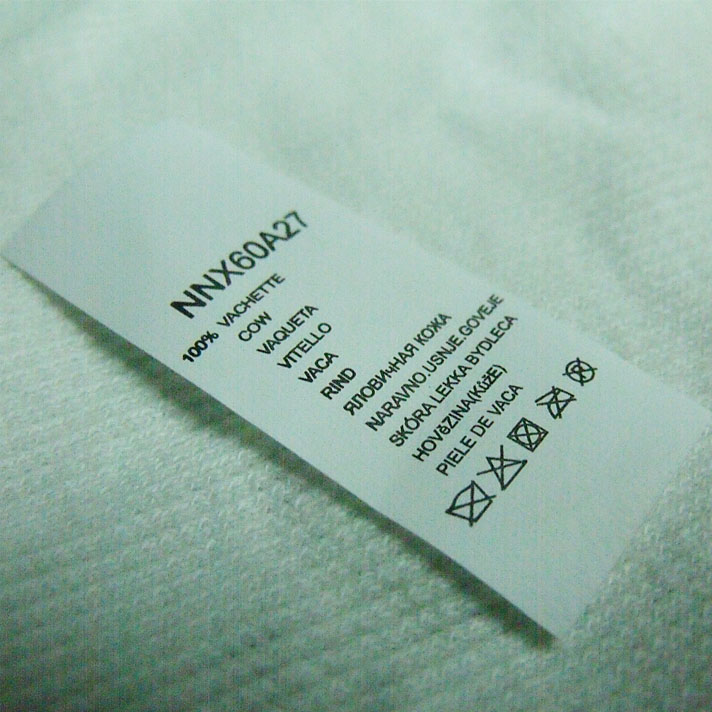 NNX60A27
100% VACHETTE
COW
VAQUETA
VITELLO
VACA
RIND
ЯЛОВИЧНАЯ КОЖА
NARAVNO.USNJE.GOVEJE
SKÓRA LEKKA BYDLECA
HOVěZINA(KůŽE)
PIELE DE VACA